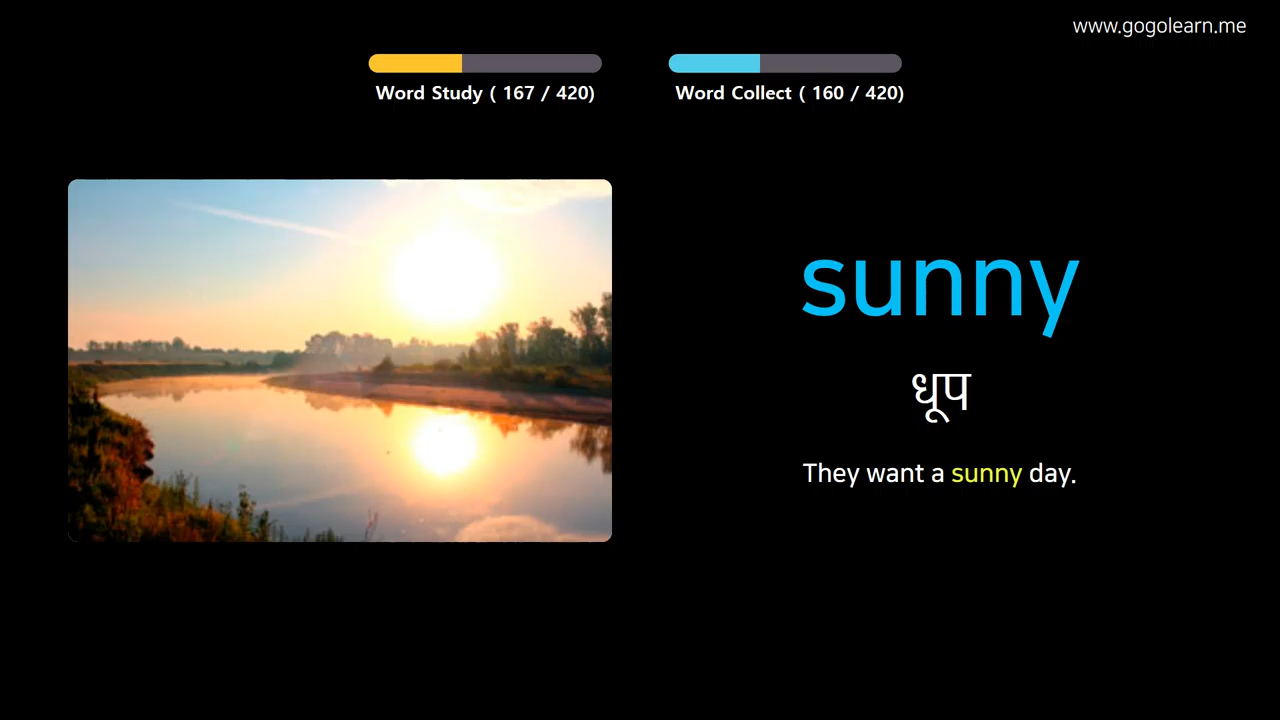 www.gogolearn.me
Word Study ( 167 / 420)
Word Collect ( 160 / 420)
sunny
धूप
They want a sunny day.